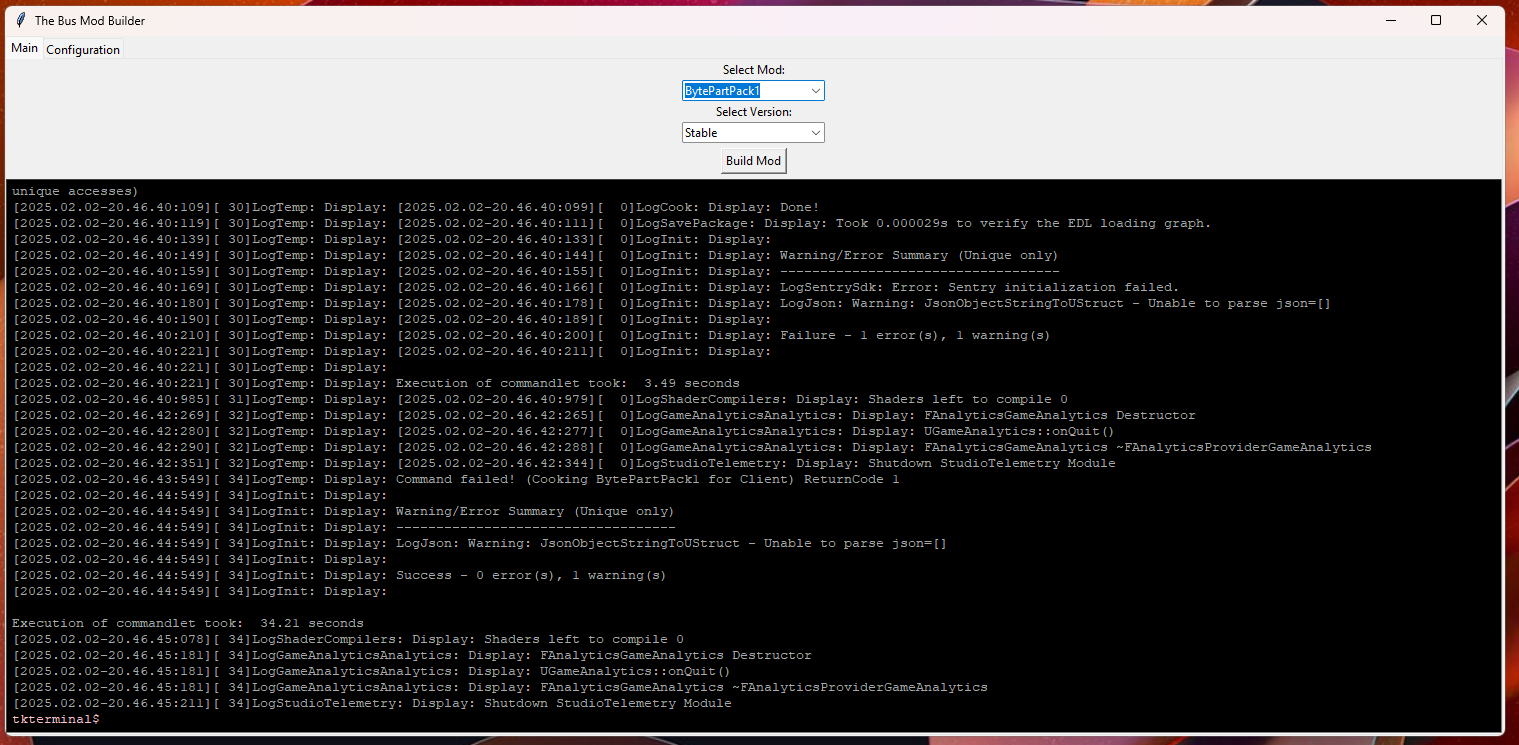 The Bus Mod Builder
Main
Configuration
Select Mod:
BytePartPack1
Select Version:
Stable
Build Mod
unique accesses)
[2025.02.02-20.46.40:109][ 30]LogTemp: Display: [2025.02.02-20.46.40:099][  0]LogCook: Display: Done!
[2025.02.02-20.46.40:119][ 30]LogTemp: Display: [2025.02.02-20.46.40:111][  0]LogSavePackage: Display: Took 0.000029s to verify the EDL loading graph.
[2025.02.02-20.46.40:139][ 30]LogTemp: Display: [2025.02.02-20.46.40:133][  0]LogInit: Display:
[2025.02.02-20.46.40:149][ 30]LogTemp: Display: [2025.02.02-20.46.40:144][  0]LogInit: Display: Warning/Error Summary (Unique only)
[2025.02.02-20.46.40:159][ 30]LogTemp: Display: [2025.02.02-20.46.40:155][  0]LogInit: Display: -----------------------------------
[2025.02.02-20.46.40:169][ 30]LogTemp: Display: [2025.02.02-20.46.40:166][  0]LogInit: Display: LogSentrySdk: Error: Sentry initialization failed.
[2025.02.02-20.46.40:180][ 30]LogTemp: Display: [2025.02.02-20.46.40:178][  0]LogInit: Display: LogJson: Warning: JsonObjectStringToUStruct - Unable to parse json=[]
[2025.02.02-20.46.40:190][ 30]LogTemp: Display: [2025.02.02-20.46.40:189][  0]LogInit: Display:
[2025.02.02-20.46.40:210][ 30]LogTemp: Display: [2025.02.02-20.46.40:200][  0]LogInit: Display: Failure - 1 error(s), 1 warning(s)
[2025.02.02-20.46.40:221][ 30]LogTemp: Display: [2025.02.02-20.46.40:211][  0]LogInit: Display:
[2025.02.02-20.46.40:221][ 30]LogTemp: Display:
[2025.02.02-20.46.40:221][ 30]LogTemp: Display: Execution of commandlet took:  3.49 seconds
[2025.02.02-20.46.40:985][ 31]LogTemp: Display: [2025.02.02-20.46.40:979][  0]LogShaderCompilers: Display: Shaders left to compile 0
[2025.02.02-20.46.42:269][ 32]LogTemp: Display: [2025.02.02-20.46.42:265][  0]LogGameAnalyticsAnalytics: Display: FAnalyticsGameAnalytics Destructor
[2025.02.02-20.46.42:280][ 32]LogTemp: Display: [2025.02.02-20.46.42:277][  0]LogGameAnalyticsAnalytics: Display: UGameAnalytics::onQuit()
[2025.02.02-20.46.42:290][ 32]LogTemp: Display: [2025.02.02-20.46.42:288][  0]LogGameAnalyticsAnalytics: Display: FAnalyticsGameAnalytics ~FAnalyticsProviderGameAnalytics
[2025.02.02-20.46.42:351][ 32]LogTemp: Display: [2025.02.02-20.46.42:344][  0]LogStudioTelemetry: Display: Shutdown StudioTelemetry Module
[2025.02.02-20.46.43:549][ 34]LogTemp: Display: Command failed! (Cooking BytePartPack1 for Client) ReturnCode 1
[2025.02.02-20.46.44:549][ 34]LogInit: Display:
[2025.02.02-20.46.44:549][ 34]LogInit: Display: Warning/Error Summary (Unique only)
[2025.02.02-20.46.44:549][ 34]LogInit: Display: -----------------------------------
[2025.02.02-20.46.44:549][ 34]LogInit: Display: LogJson: Warning: JsonObjectStringToUStruct - Unable to parse json=[]
[2025.02.02-20.46.44:549][ 34]LogInit: Display:
[2025.02.02-20.46.44:549][ 34]LogInit: Display: Success - 0 error(s), 1 warning(s)
[2025.02.02-20.46.44:549][ 34]LogInit: Display:
Execution of commandlet took:  34.21 seconds
[2025.02.02-20.46.45:078][ 34]LogShaderCompilers: Display: Shaders left to compile 0
[2025.02.02-20.46.45:181][ 34]LogGameAnalyticsAnalytics: Display: FAnalyticsGameAnalytics Destructor
[2025.02.02-20.46.45:181][ 34]LogGameAnalyticsAnalytics: Display: UGameAnalytics::onQuit()
[2025.02.02-20.46.45:181][ 34]LogGameAnalyticsAnalytics: Display: FAnalyticsGameAnalytics ~FAnalyticsProviderGameAnalytics
[2025.02.02-20.46.45:211][ 34]LogStudioTelemetry: Display: Shutdown StudioTelemetry Module
tkterminal$